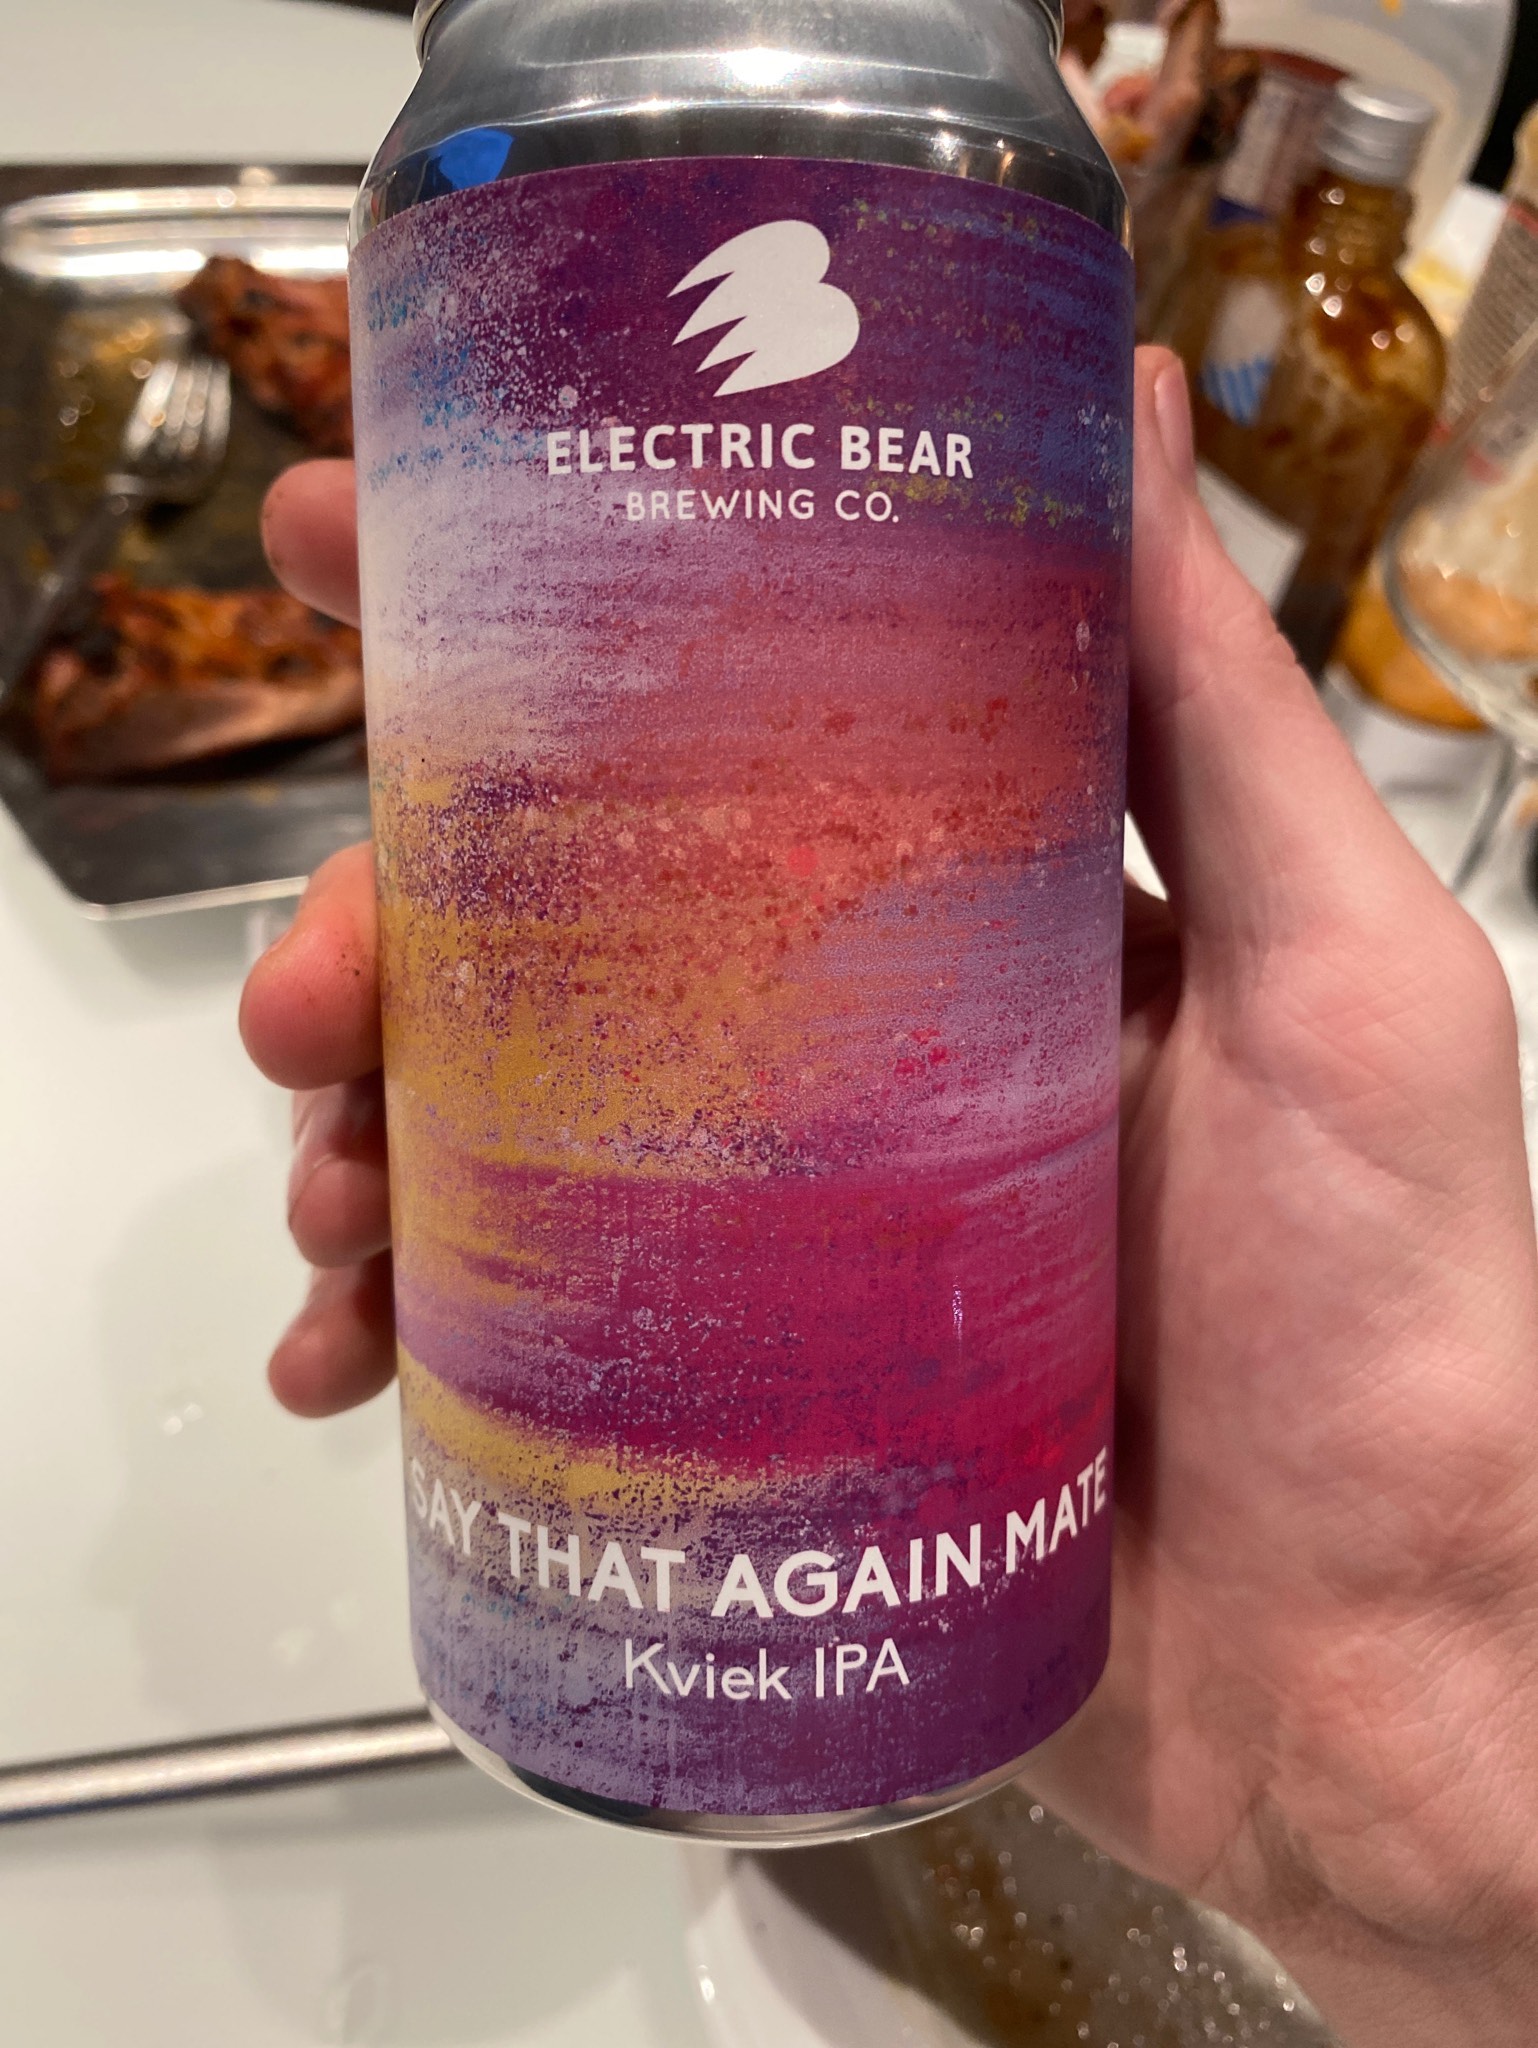 ELECTRIC BEAR
BREWING CO.
SAY THAT AGAIN MATE
Kviek IPA